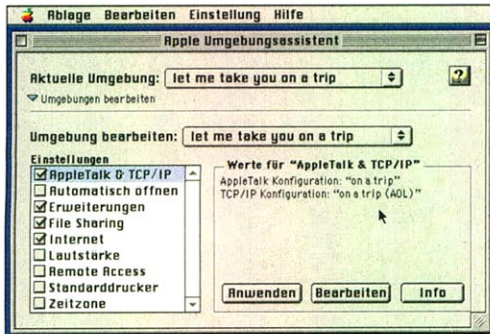 Ablage Bearbeiten Einstellung Hilfe
Apple Umgebungsassistent
Aktuelle Umgebung: let me take you on a trip
?
Umgebungen bearbeiten
Umgebung bearbeiten: let me take you on a trip
Einstellungen
AppleTalk & TCP/IP
Automatisch öffnen
Erweiterungen
File Sharing
Internet
Lautstärke
Remote Access
Standarddrucker
Zeitzone
Werte für "AppleTalk & TCP/IP"
AppleTalk Konfiguration: "on a trip"
TCP/IP Konfiguration: "on a trip (AOL)"
Anwenden Bearbeiten Info